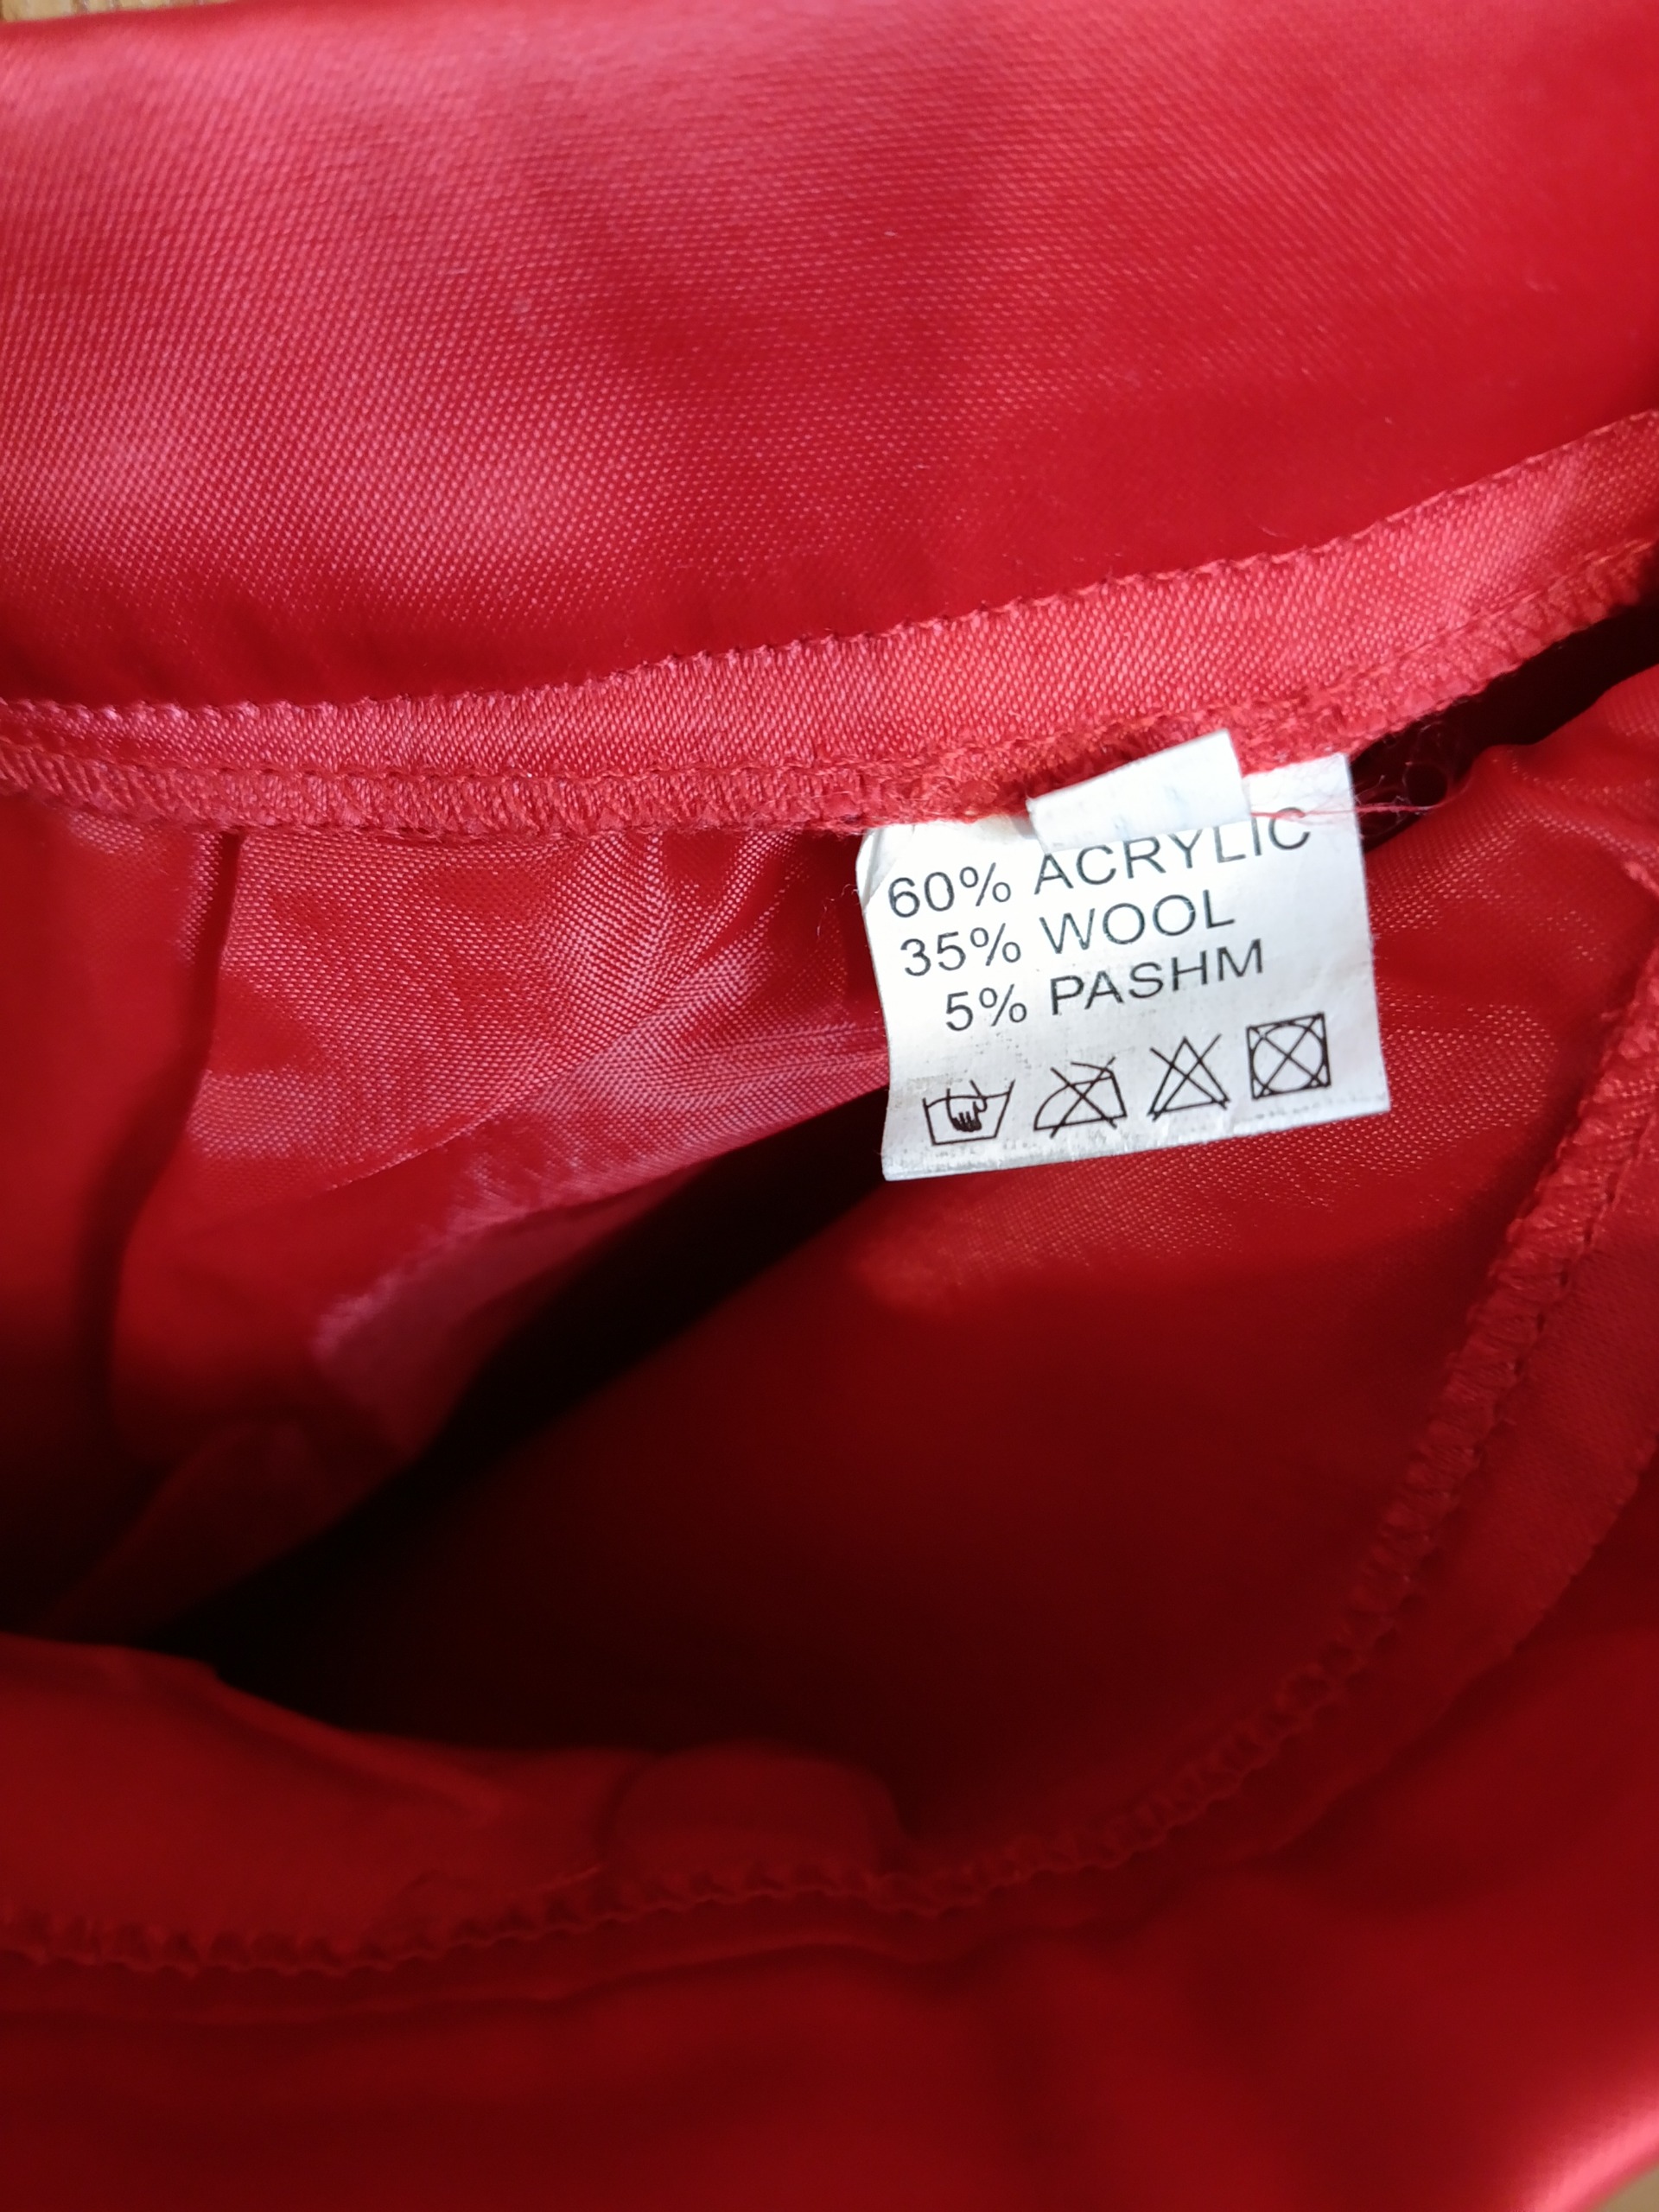 60% ACRYLIC
35% WOOL
5% PASHM